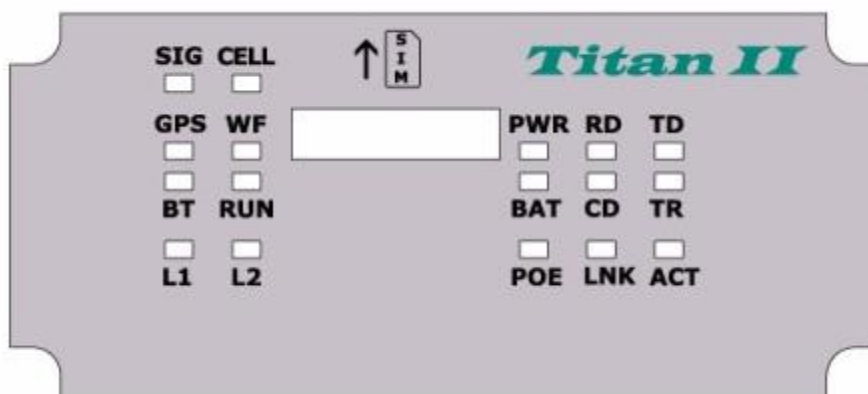 SIG CELL
SIM
Titan II
GPS WF
PWR RD TD
BT RUN
BAT CD TR
L1 L2
POE LNK ACT